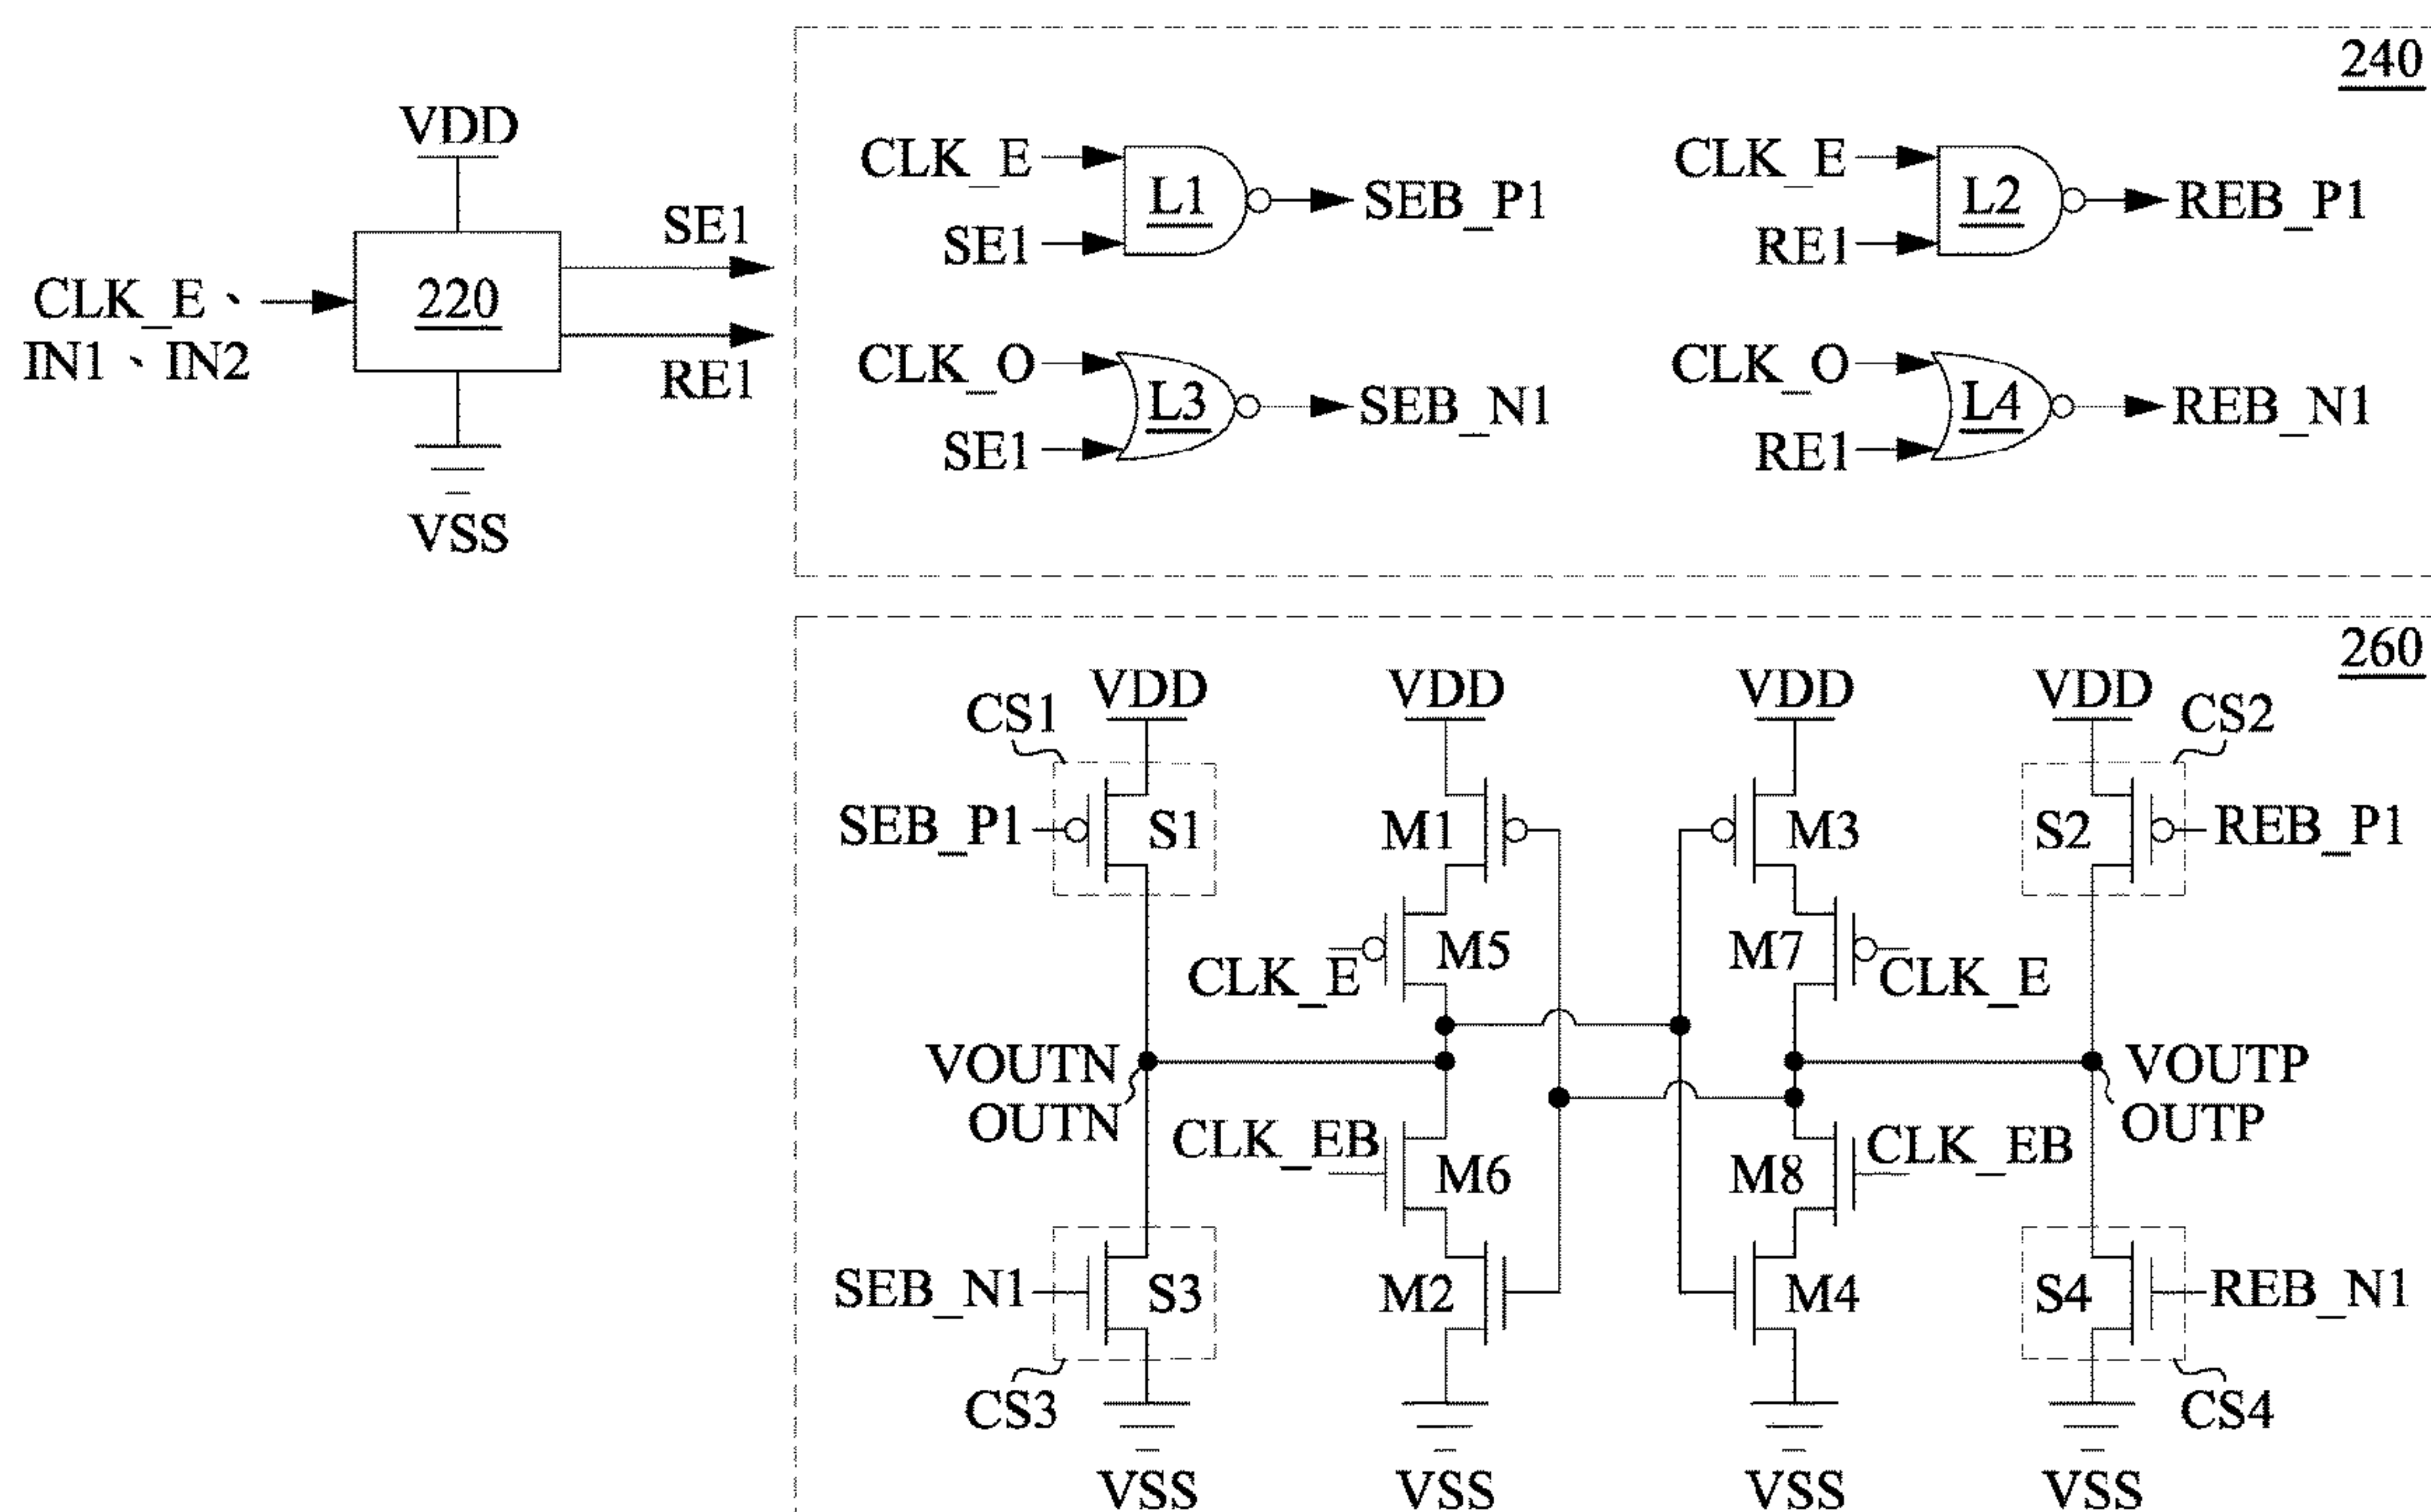 VDD
CLK_E、
IN1、IN2
220
SE1
RE1
VSS
240
CLK_E
SE1
L1
SEB_P1
CLK_E
RE1
L2
REB_P1
CLK_O
SE1
L3
SEB_N1
CLK_O
RE1
L4
REB_N1
260
VDD
VDD
VDD
VDD
CS1
CS2
SEB_P1
S1
M1
M3
S2
REB_P1
CLK_E
M5
M7
CLK_E
VOUTN
OUTN
VOUTP
OUTP
CLK_EB
M6
M8
CLK_EB
SEB_N1
S3
M2
M4
S4
REB_N1
CS3
CS4
VSS
VSS
VSS
VSS